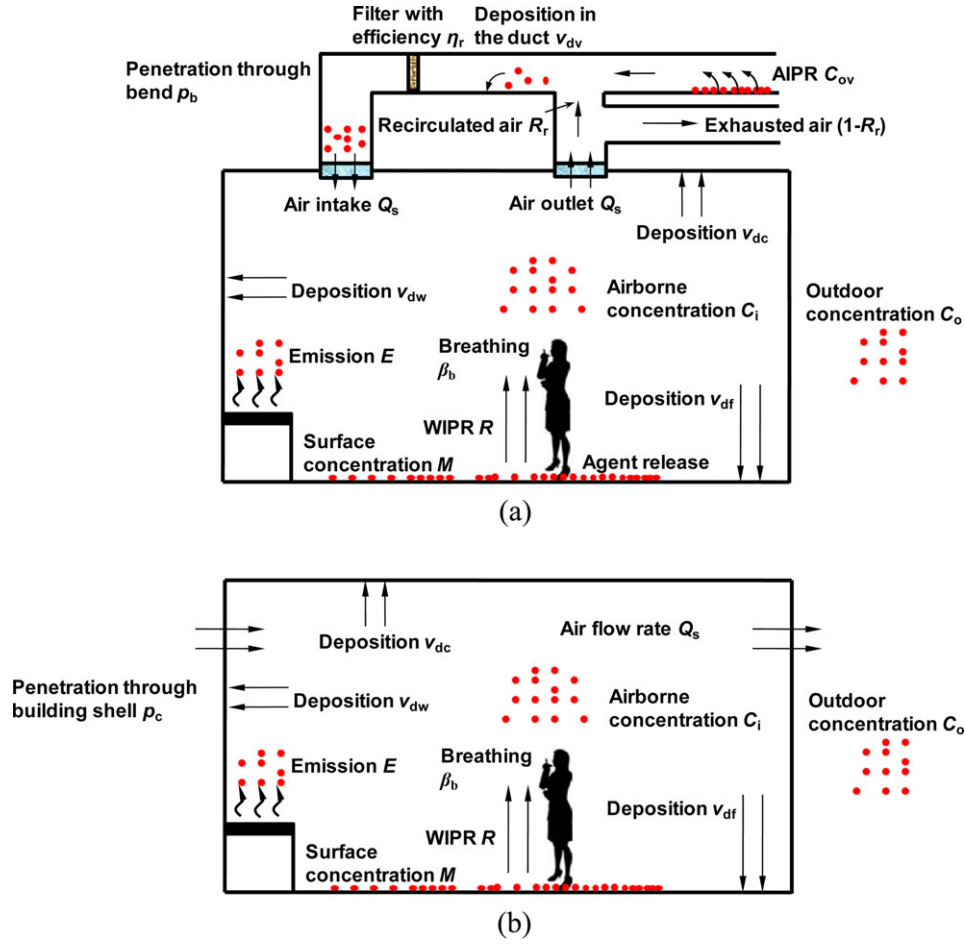 (a)
Filter with
efficiency ηr
Deposition in
the duct vdv
Penetration through
bend pb
AIPR Cov
Recirculated air Rr
Exhausted air (1-Rr)
Air intake Qs
Air outlet Qs
Deposition vdc
Deposition vdw
Airborne
concentration Ci
Outdoor
concentration Co
Emission E
Breathing
βb
Deposition vdf
WIPR R
Surface
concentration M
Agent release
(a)
Deposition vdc
Air flow rate Qs
Penetration through
building shell pc
Deposition vdw
Airborne
concentration Ci
Outdoor
concentration Co
Emission E
Breathing
βb
Deposition vdf
WIPR R
Surface
concentration M
(b)